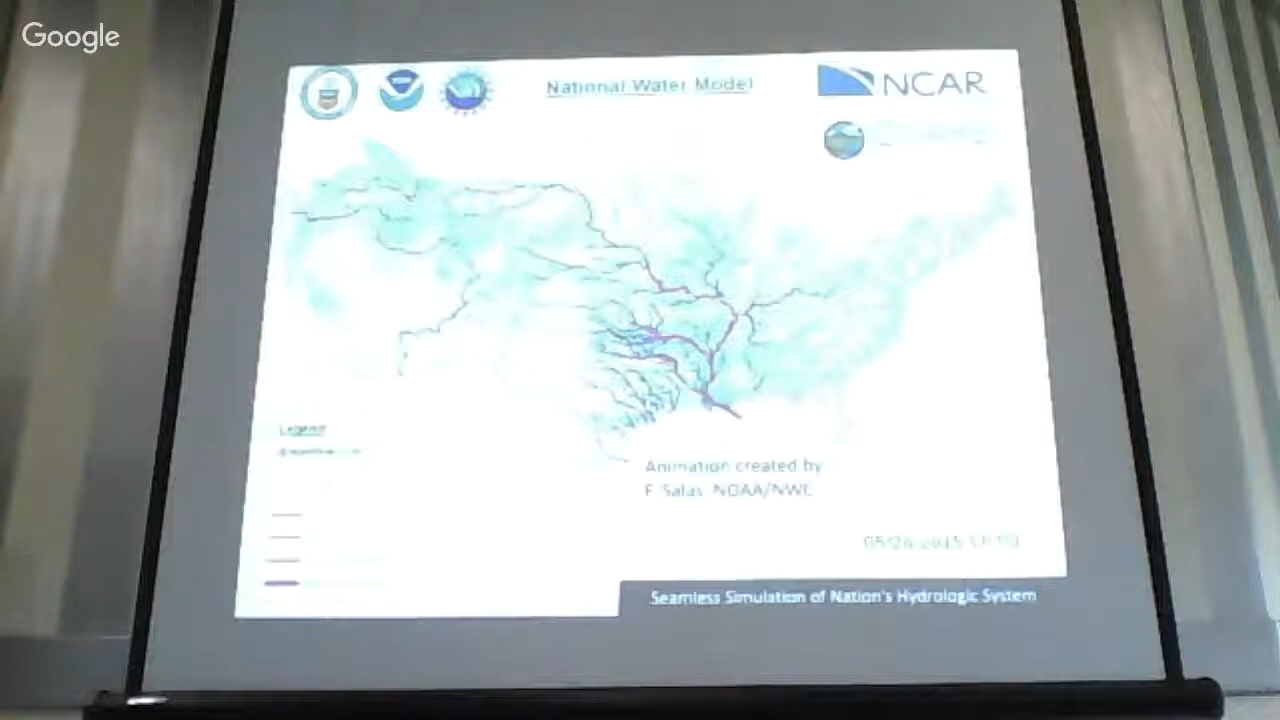 Google
National Water Model
NCAR
Legend
Animation created by
F. Salas NOAA/NWC
Seamless Simulation of Nation's Hydrologic System